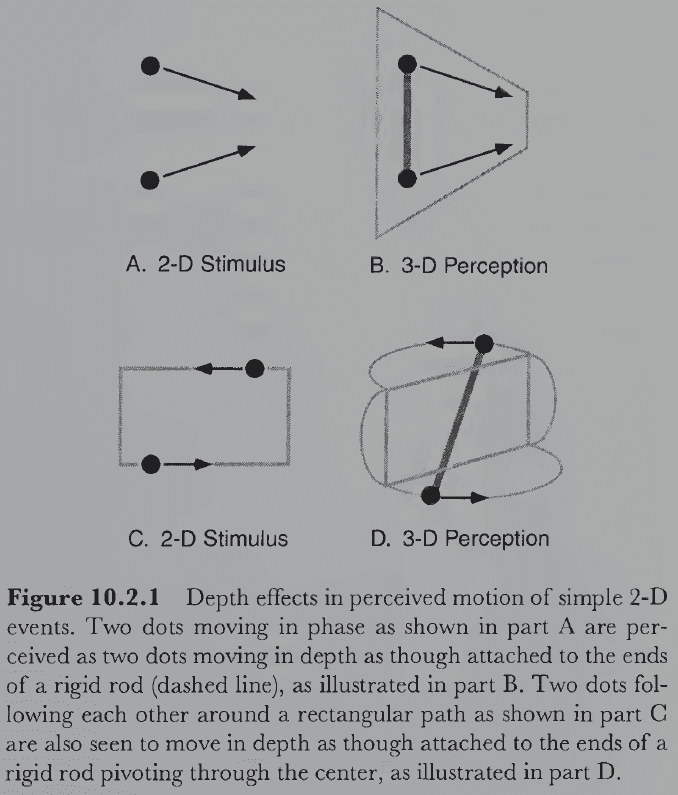 A. 2-D Stimulus
B. 3-D Perception
C. 2-D Stimulus
D. 3-D Perception
Figure 10.2.1 Depth effects in perceived motion of simple 2-D
events. Two dots moving in phase as shown in part A are per-
ceived as two dots moving in depth as though attached to the ends
of a rigid rod (dashed line), as illustrated in part B. Two dots fol-
lowing each other around a rectangular path as shown in part C
are also seen to move in depth as though attached to the ends of a
rigid rod pivoting through the center, as illustrated in part D.